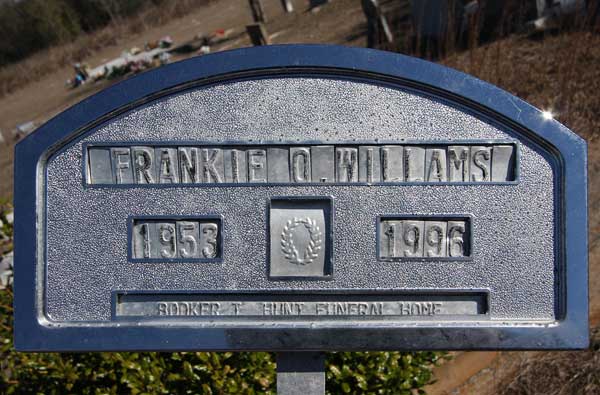 FRANKIE O. WILLAMS
1953 1996
BOOKER T. HUNT FUNERAL HOME